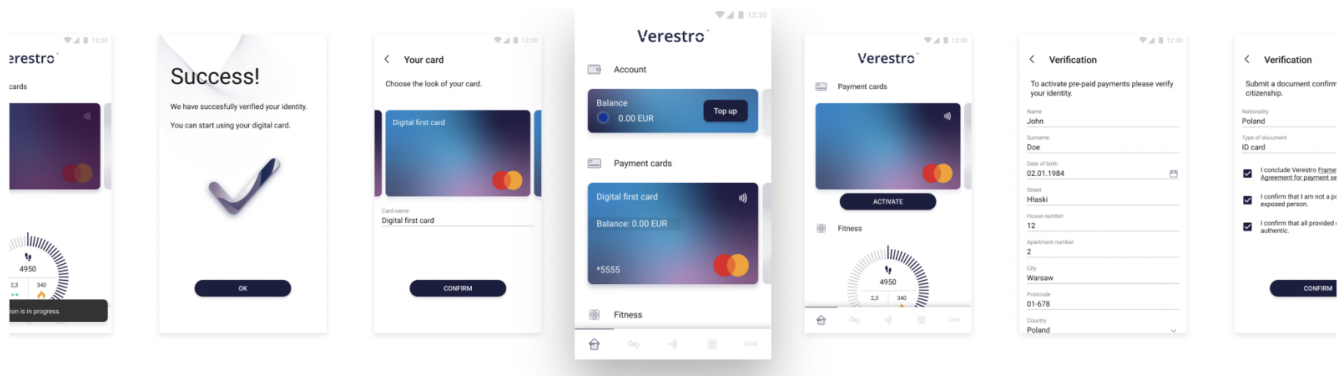 12:30
erestro
cards
4950
2,3 340
on is in progress.
Success!
We have succesfully verified your identity.
You can start using your digital card.
OK
12:30
Your card
Choose the look of your card.
Digital first card
Card name
Digital first card
CONFIRM
12:30
Verestro
Account
Balance
0.00 EUR
Top up
Payment cards
Digital first card
Balance: 0.00 EUR
*5555
Fitness
12:30
Verestro
Payment cards
ACTIVATE
Fitness
4950
2,3 340
12:30
Verification
To activate pre-paid payments please verify
your identity.
Name
John
Surname
Doe
Date of birth
02.01.1984
Street
Hlaski
House number
12
Apartment number
2
City
Warsaw
Postcode
01-678
Country
Poland
Verification
Submit a document confirm
citizenship.
Nationality
Poland
Type of document
ID card
I conclude Verestro Frame
Agreement for payment se
I confirm that I am not a po
exposed person.
I confirm that all provided
authentic.
CONFIRM